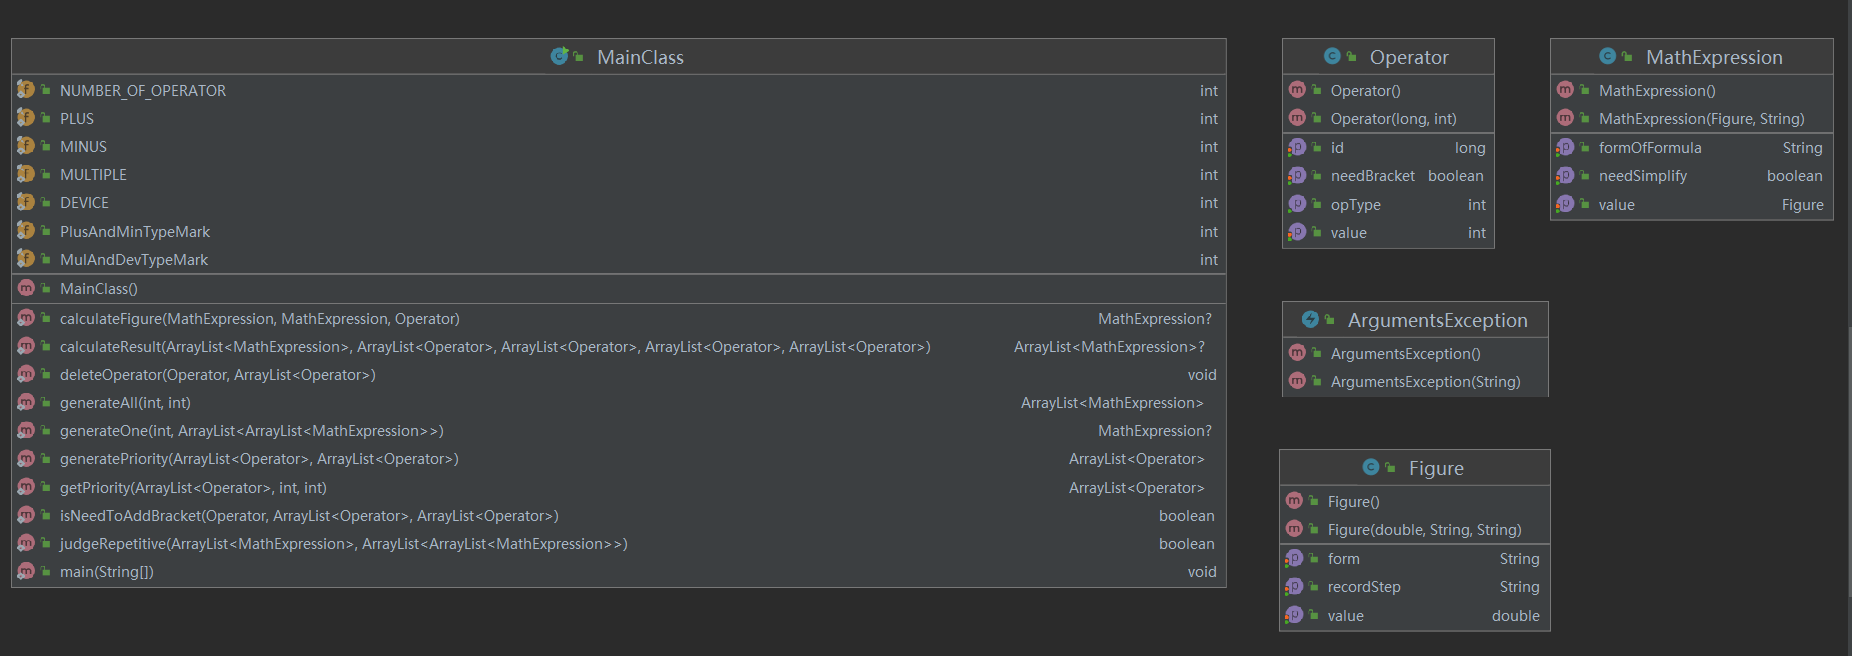 MainClass
NUMBER_OF_OPERATOR int
PLUS int
MINUS int
MULTIPLE int
DEVICE int
PlusAndMinTypeMark int
MulAndDevTypeMark int
MainClass()
calculateFigure(MathExpression, MathExpression, Operator) MathExpression?
calculateResult(ArrayList<MathExpression>, ArrayList<Operator>, ArrayList<Operator>, ArrayList<Operator>, ArrayList<Operator>) ArrayList<MathExpression>?
deleteOperator(Operator, ArrayList<Operator>) void
generateAll(int, int) ArrayList<MathExpression>
generateOne(int, ArrayList<ArrayList<MathExpression>>) MathExpression?
generatePriority(ArrayList<Operator>, ArrayList<Operator>) ArrayList<Operator>
getPriority(ArrayList<Operator>, int, int) ArrayList<Operator>
isNeedToAddBracket(Operator, ArrayList<Operator>, ArrayList<Operator>) boolean
judgeRepetitive(ArrayList<MathExpression>, ArrayList<ArrayList<MathExpression>>) boolean
main(String[]) void
Operator
Operator()
Operator(long, int)
id long
needBracket boolean
opType int
value int
MathExpression
MathExpression()
MathExpression(Figure, String)
formOfFormula String
needSimplify boolean
value Figure
ArgumentsException
ArgumentsException()
ArgumentsException(String)
Figure
Figure()
Figure(double, String, String)
form String
recordStep String
value double